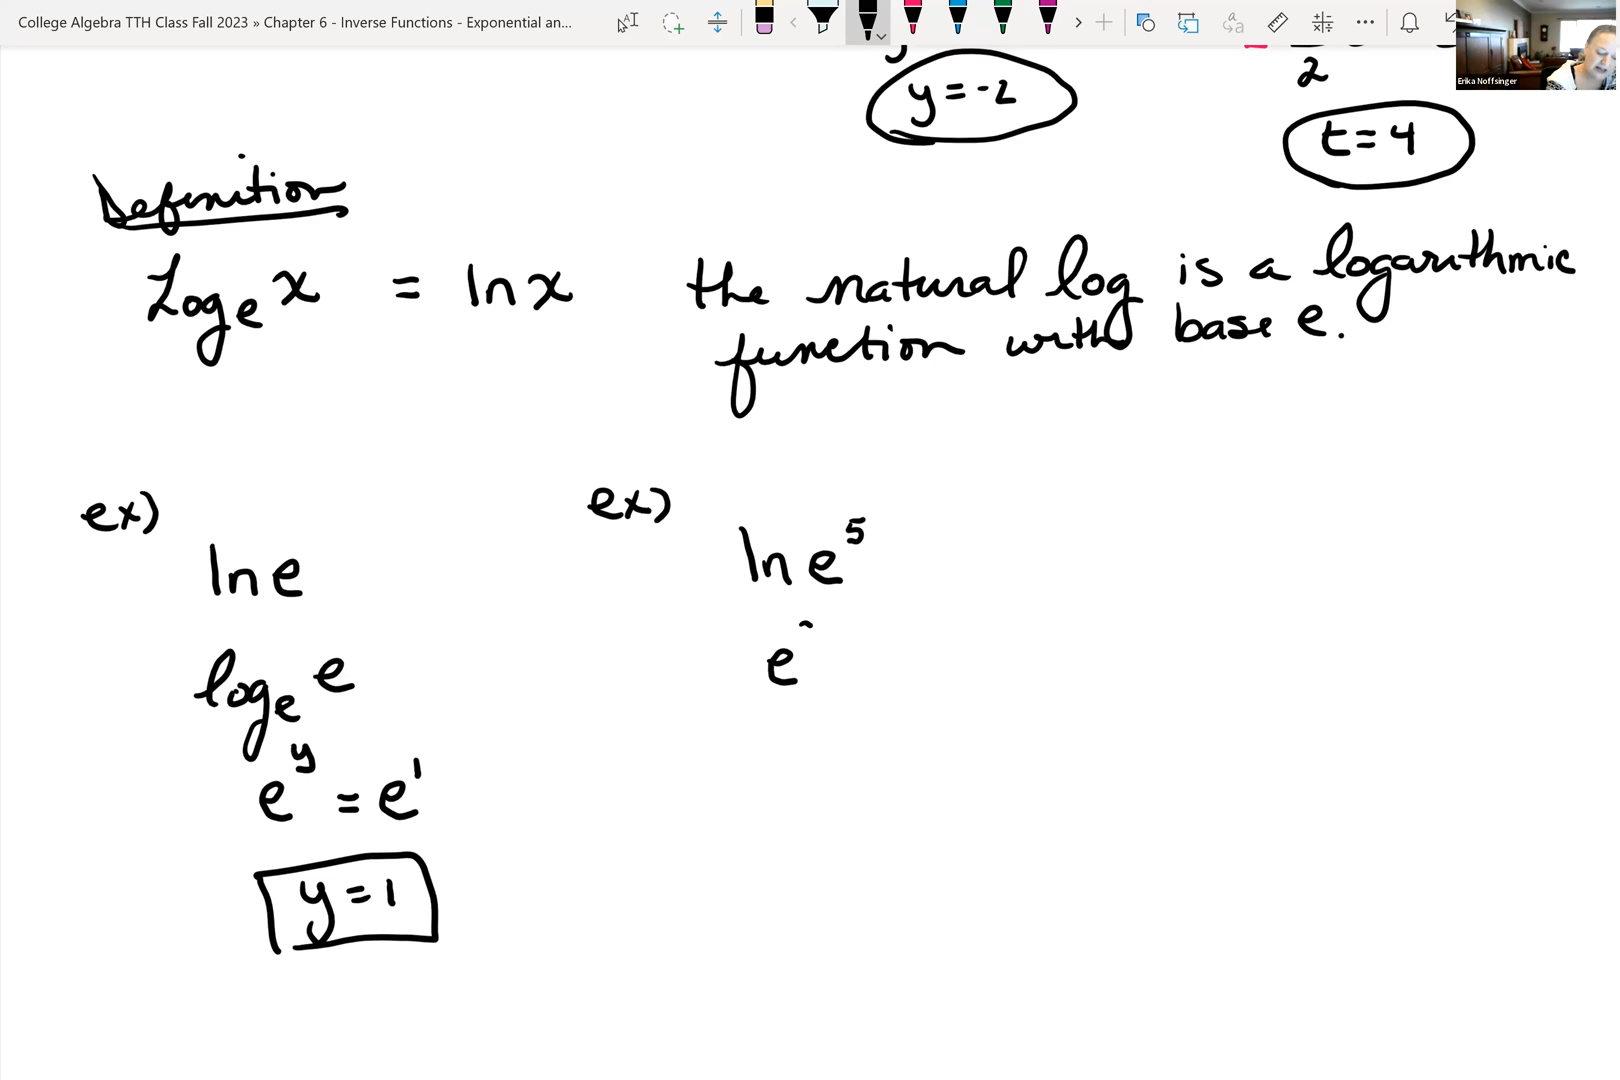 College Algebra TTH Class Fall 2023 » Chapter 6 - Inverse Functions - Exponential an...
Erika Noffsinger
y = -2
2
t = 4
Definition
Log_e x = ln x
the natural log is a logarithmic
function with base e.
ex)
ln e
log_e e
e^y = e^1
y = 1
ex)
ln e^5
e